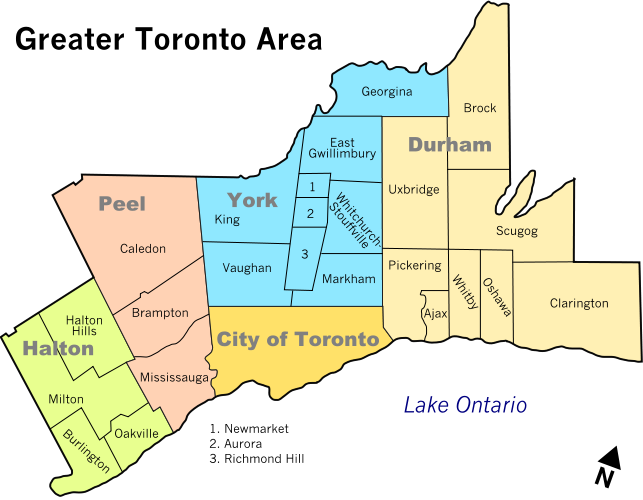 Greater Toronto Area
Georgina
Brock
East
Gwillimbury
Durham
1
Uxbridge
Peel
York
2
Whitchurch-
Stouffville
King
Scugog
Caledon
3
Vaughan
Markham
Pickering
Whitby
Oshawa
Clarington
Brampton
Ajax
Halton
Hills
Halton
City of Toronto
Mississauga
Milton
Lake Ontario
Oakville
Burlington
1. Newmarket
2. Aurora
3. Richmond Hill
N